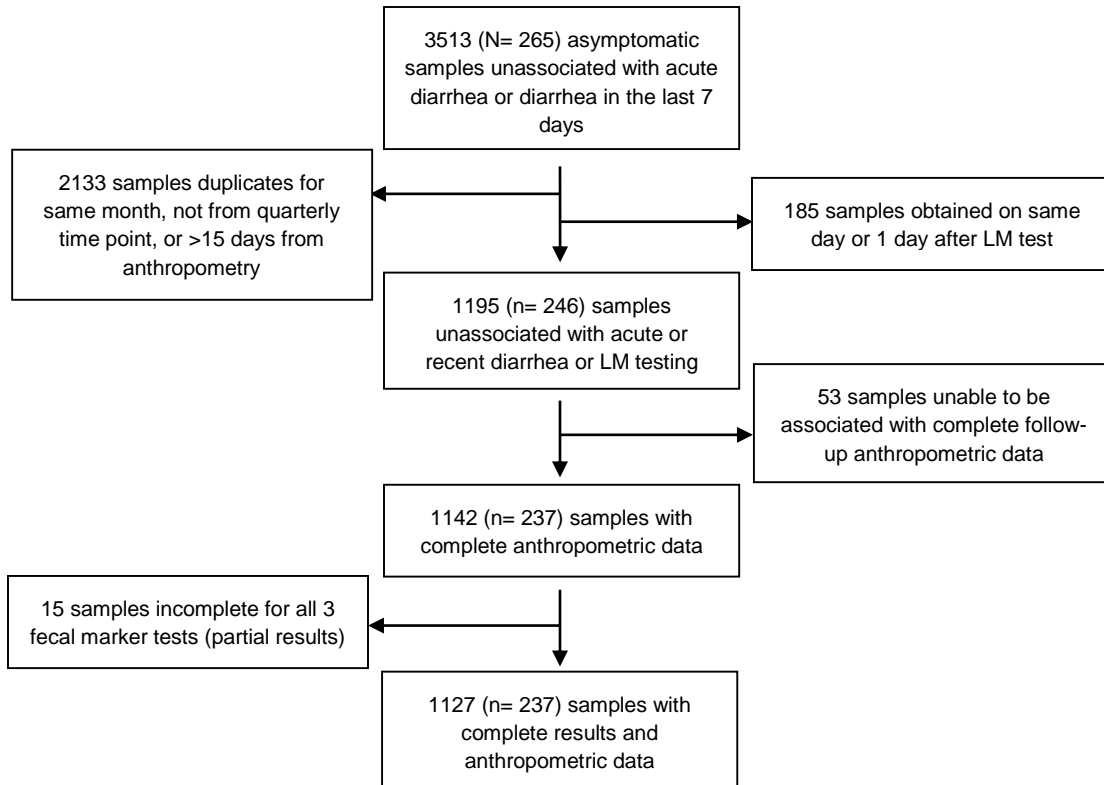 3513 (N= 265) asymptomatic
samples unassociated with acute
diarrhea or diarrhea in the last 7
days
2133 samples duplicates for
same month, not from quarterly
time point, or >15 days from
anthropometry
185 samples obtained on same
day or 1 day after LM test
1195 (n= 246) samples
unassociated with acute or
recent diarrhea or LM testing
53 samples unable to be
associated with complete follow-
up anthropometric data
1142 (n= 237) samples with
complete anthropometric data
15 samples incomplete for all 3
fecal marker tests (partial results)
1127 (n= 237) samples with
complete results and
anthropometric data